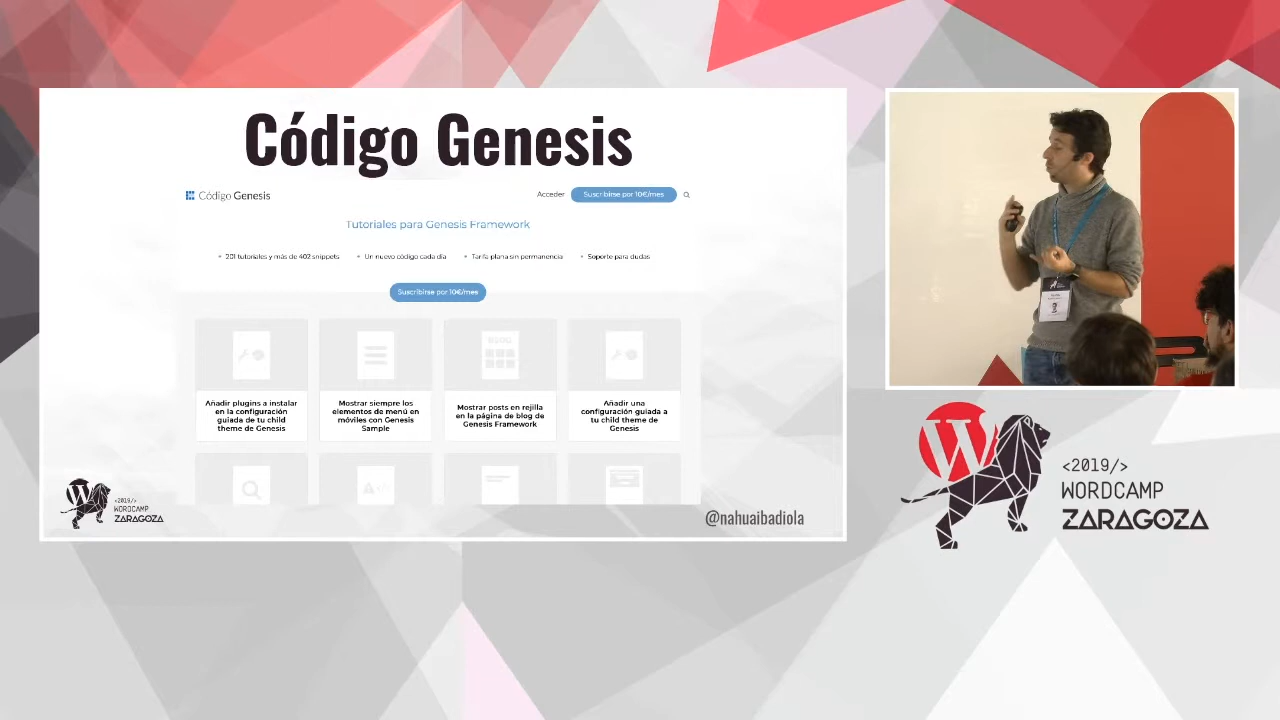 Código Genesis
Código Genesis
Acceder
Suscribirse por 10€/mes
Tutoriales para Genesis Framework
201 tutoriales y más de 402 snippets
Un nuevo código cada día
Tarifa plana sin permanencia
Soporte para dudas
Suscribirse por 10€/mes
BLOG
Añadir plugins a instalar
en la configuración
guiada de tu child
theme de Genesis
Mostrar siempre los
elementos de menú en
móviles con Genesis
Sample
Mostrar posts en rejilla
en la página de blog de
Genesis Framework
Añadir una
configuración guiada a
tu child theme de
Genesis
<2019/>
WORDCAMP
ZARAGOZA
@nahuaibadiola
W
<2019/>
WORDCAMP
ZARAGOZA